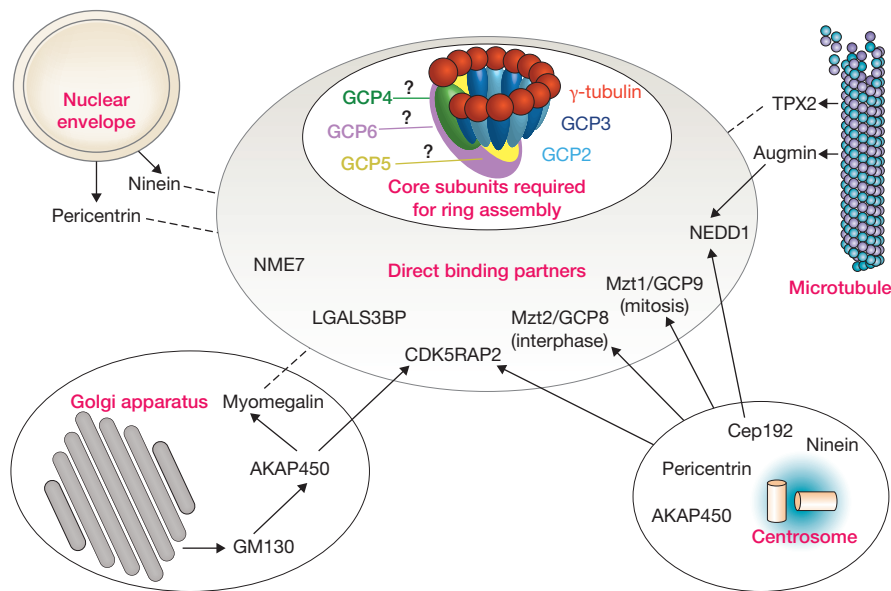 Nuclear
envelope
Ninein
Pericentrin
GCP4
?
GCP6
?
GCP5
?
γ-tubulin
GCP3
GCP2
Core subunits required
for ring assembly
TPX2
Augmin
NEDD1
Microtubule
NME7
Direct binding partners
LGALS3BP
Mzt1/GCP9
(mitosis)
Mzt2/GCP8
(interphase)
CDK5RAP2
Golgi apparatus
Myomegalin
AKAP450
GM130
Cep192
Ninein
Pericentrin
AKAP450
Centrosome